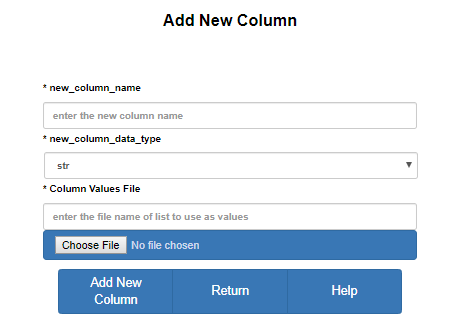 Add New Column
* new_column_name
enter the new column name
* new_column_data_type
str
* Column Values File
enter the file name of list to use as values
Choose File No file chosen
Add New
Column
Return
Help